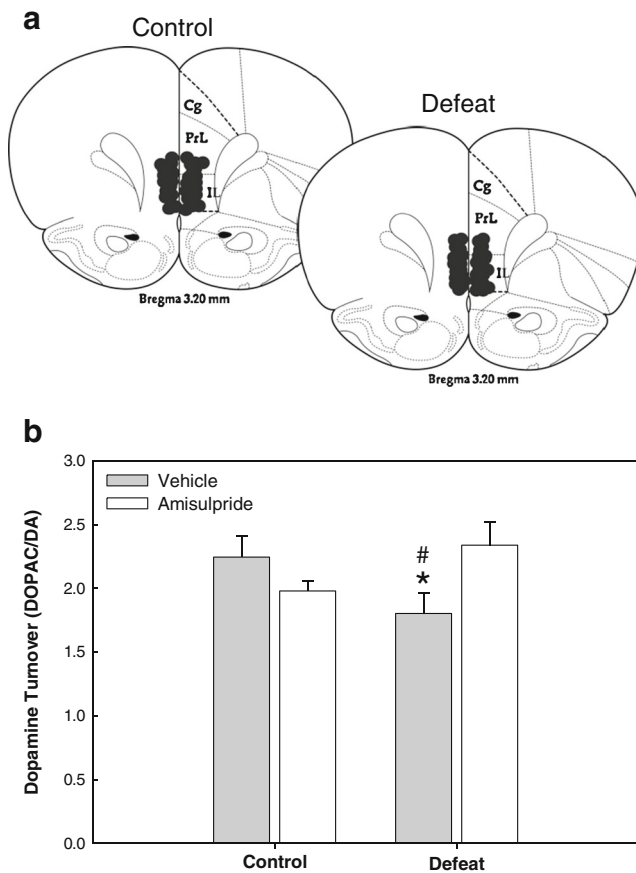 a
Control
Cg
PrL
IL
Bregma 3.20 mm
Defeat
Cg
PrL
IL
Bregma 3.20 mm
b
Dopamine Turnover (DOPAC/DA)
3.0
2.5
2.0
1.5
1.0
0.5
0.0
Vehicle
Amisulpride
#
*
Control
Defeat